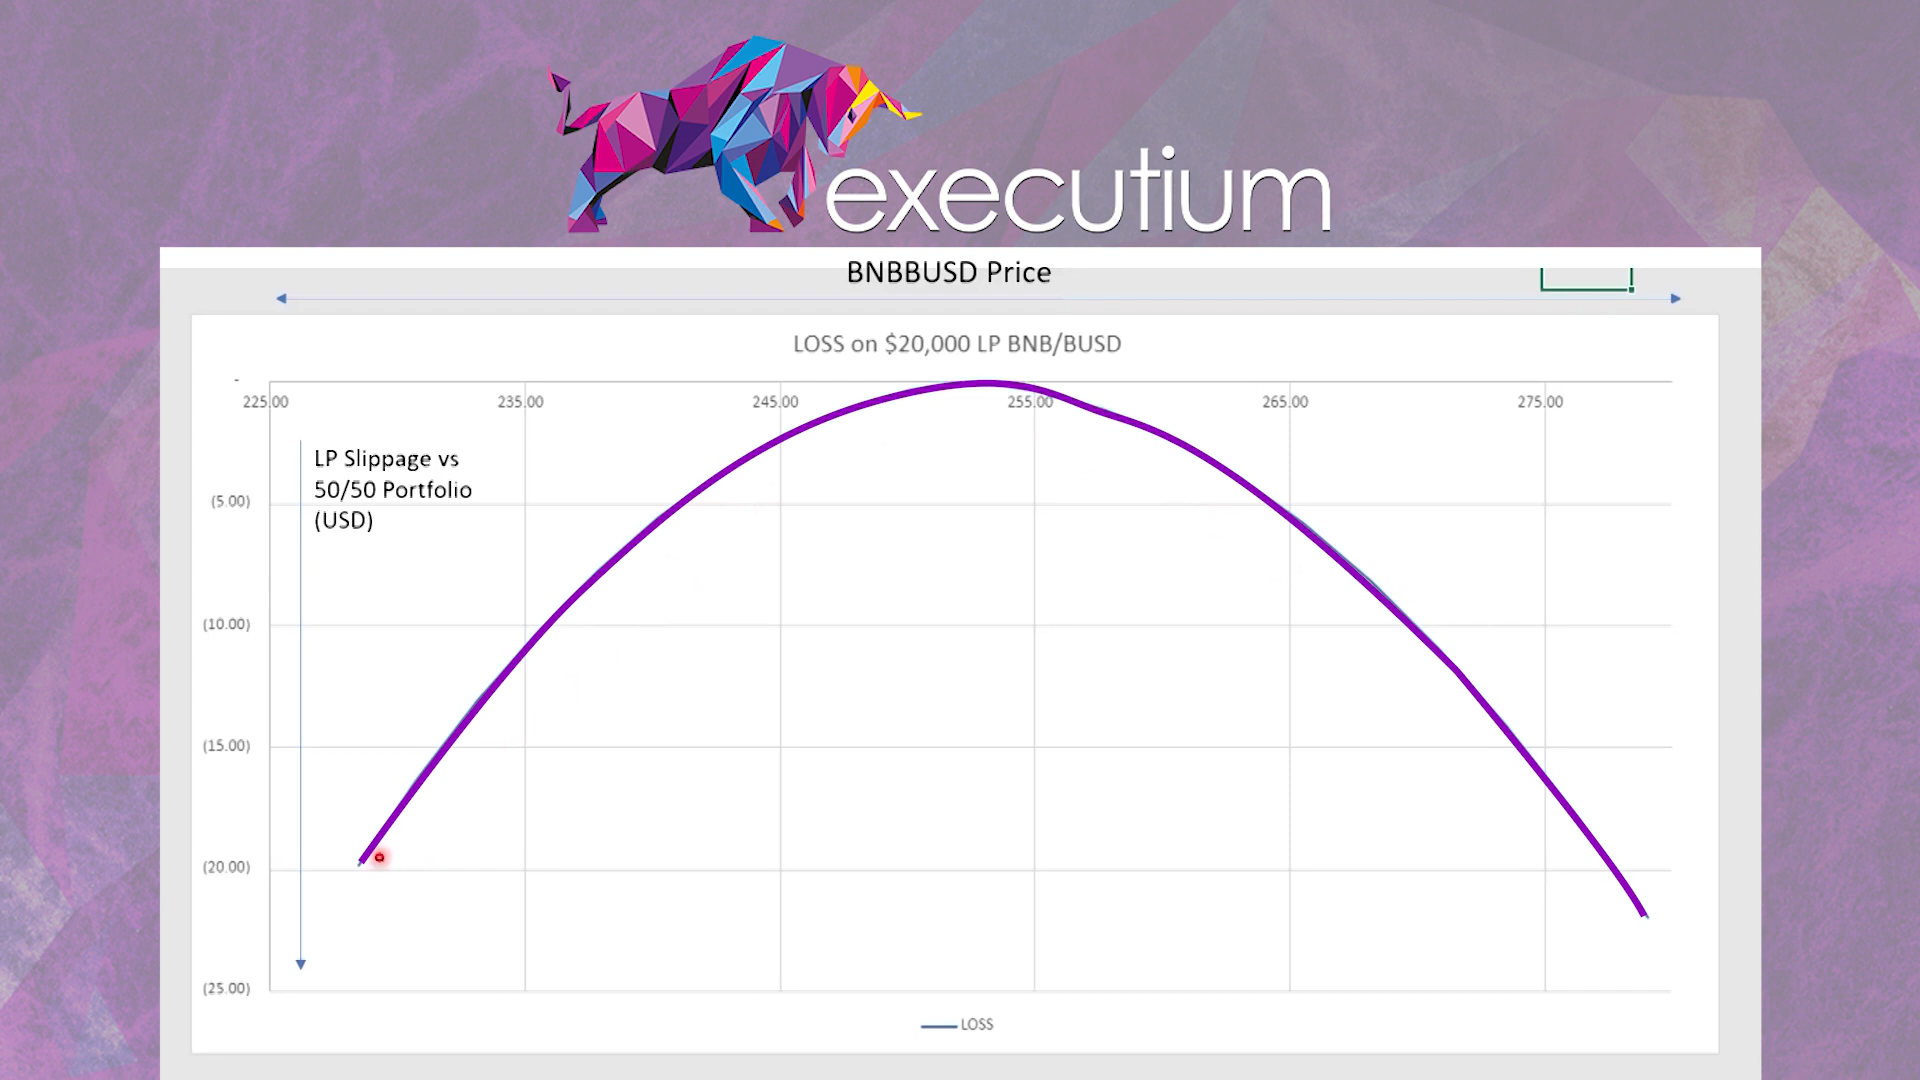 executium
BNBBUSD Price
LOSS on $20,000 LP BNB/BUSD
-
225.00 235.00 245.00 255.00 265.00 275.00
LP Slippage vs
50/50 Portfolio
(USD)
(5.00)
(10.00)
(15.00)
(20.00)
(25.00)
LOSS